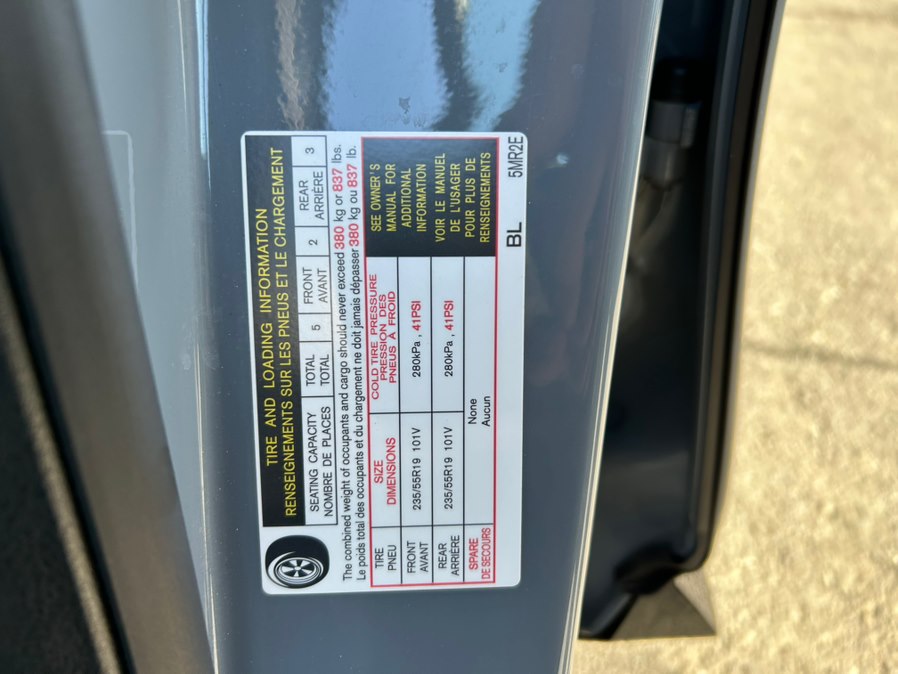 TIRE AND LOADING INFORMATION
RENSEIGNEMENTS SUR LES PNEUS ET LE CHARGEMENT
SEATING CAPACITY TOTAL 5 FRONT 2 REAR 3
NOMBRE DE PLACES TOTAL AVANT ARRIÈRE
The combined weight of occupants and cargo should never exceed 380 kg or 837 lbs.
Le poids total des occupants et du chargement ne doit jamais dépasser 380 kg ou 837 lb.
TIRE
PNEU
SIZE
DIMENSIONS
COLD TIRE PRESSURE
PRESSION DES
PNEUS À FROID
FRONT
AVANT
235/55R19 101V
280kPa , 41PSI
REAR
ARRIÈRE
235/55R19 101V
280kPa , 41PSI
SPARE
DE SECOURS
None
Aucun
SEE OWNER'S
MANUAL FOR
ADDITIONAL
INFORMATION
VOIR LE MANUEL
DE L'USAGER
POUR PLUS DE
RENSEIGNEMENTS
BL 5MR2E